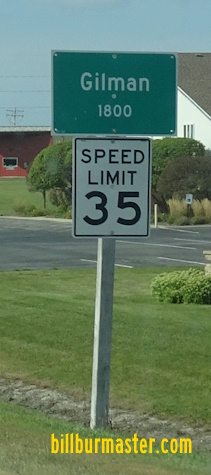 Gilman
1800
SPEED
LIMIT
35
billburmaster.com